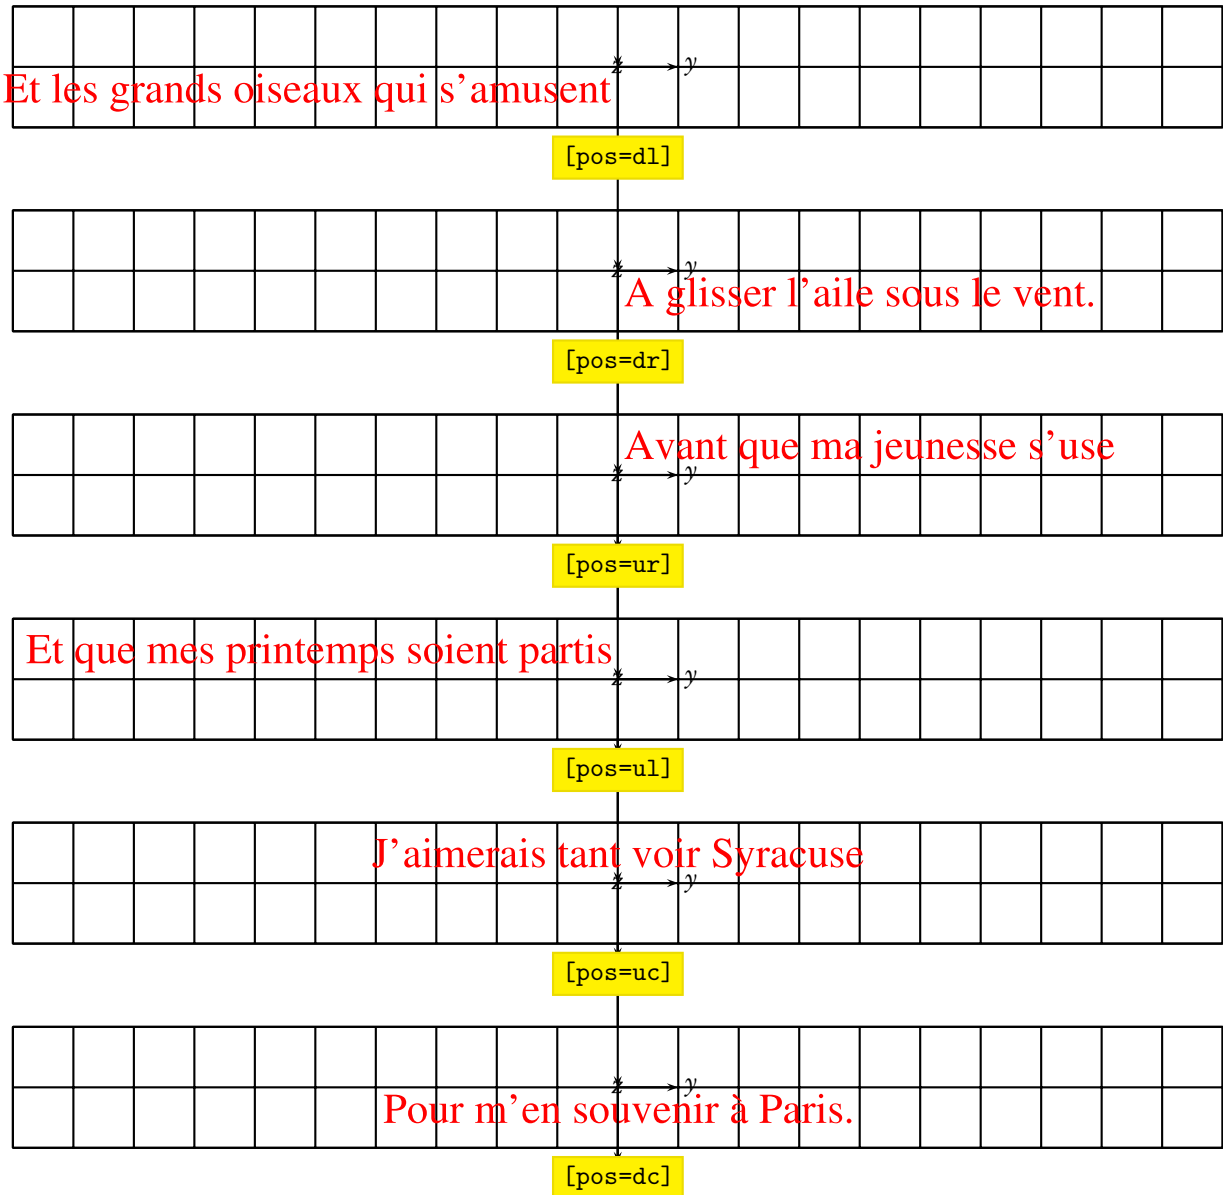 z y
Et les grands oiseaux qui s’amusent
[pos=dl]
z y
A glisser l’aile sous le vent.
[pos=dr]
Avant que ma jeunesse s’use
z y
[pos=ur]
Et que mes printemps soient partis
z y
[pos=ul]
J’aimerais tant voir Syracuse
z y
[pos=uc]
z y
Pour m’en souvenir à Paris.
[pos=dc]